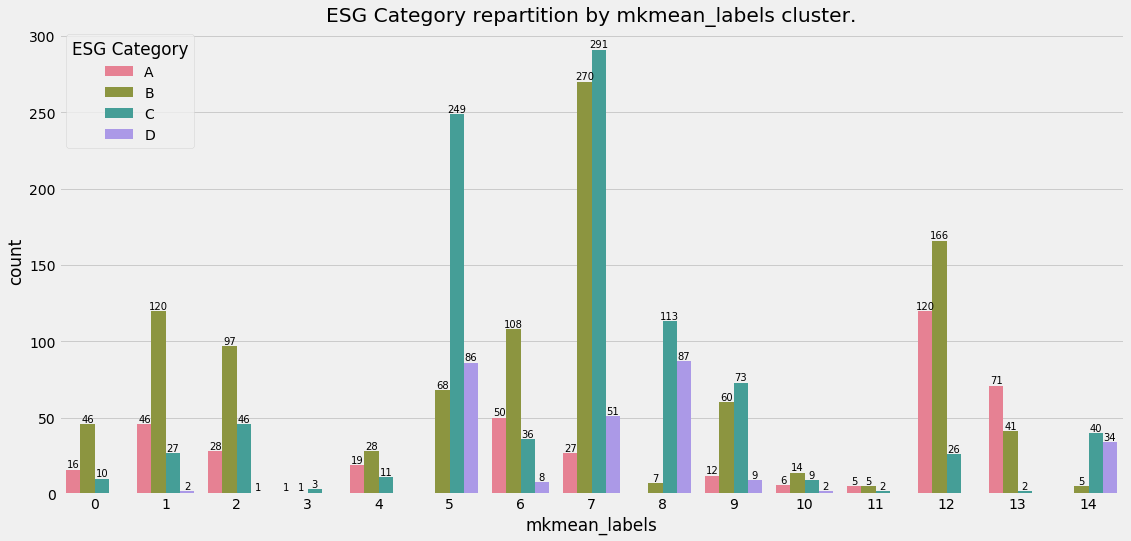 ESG Category repartition by mkmean_labels cluster.
ESG Category
A
B
C
D
count
300
250
200
150
100
50
0
16 46 10
46 120 27 2
28 97 46 1
1 1 3
19 28 11
68 249 86
50 108 36 8
27 270 291 51
7 113 87
12 60 73 9
6 14 9 2
5 5 2
120 166 26
71 41 2
5 40 34
0 1 2 3 4 5 6 7 8 9 10 11 12 13 14
mkmean_labels